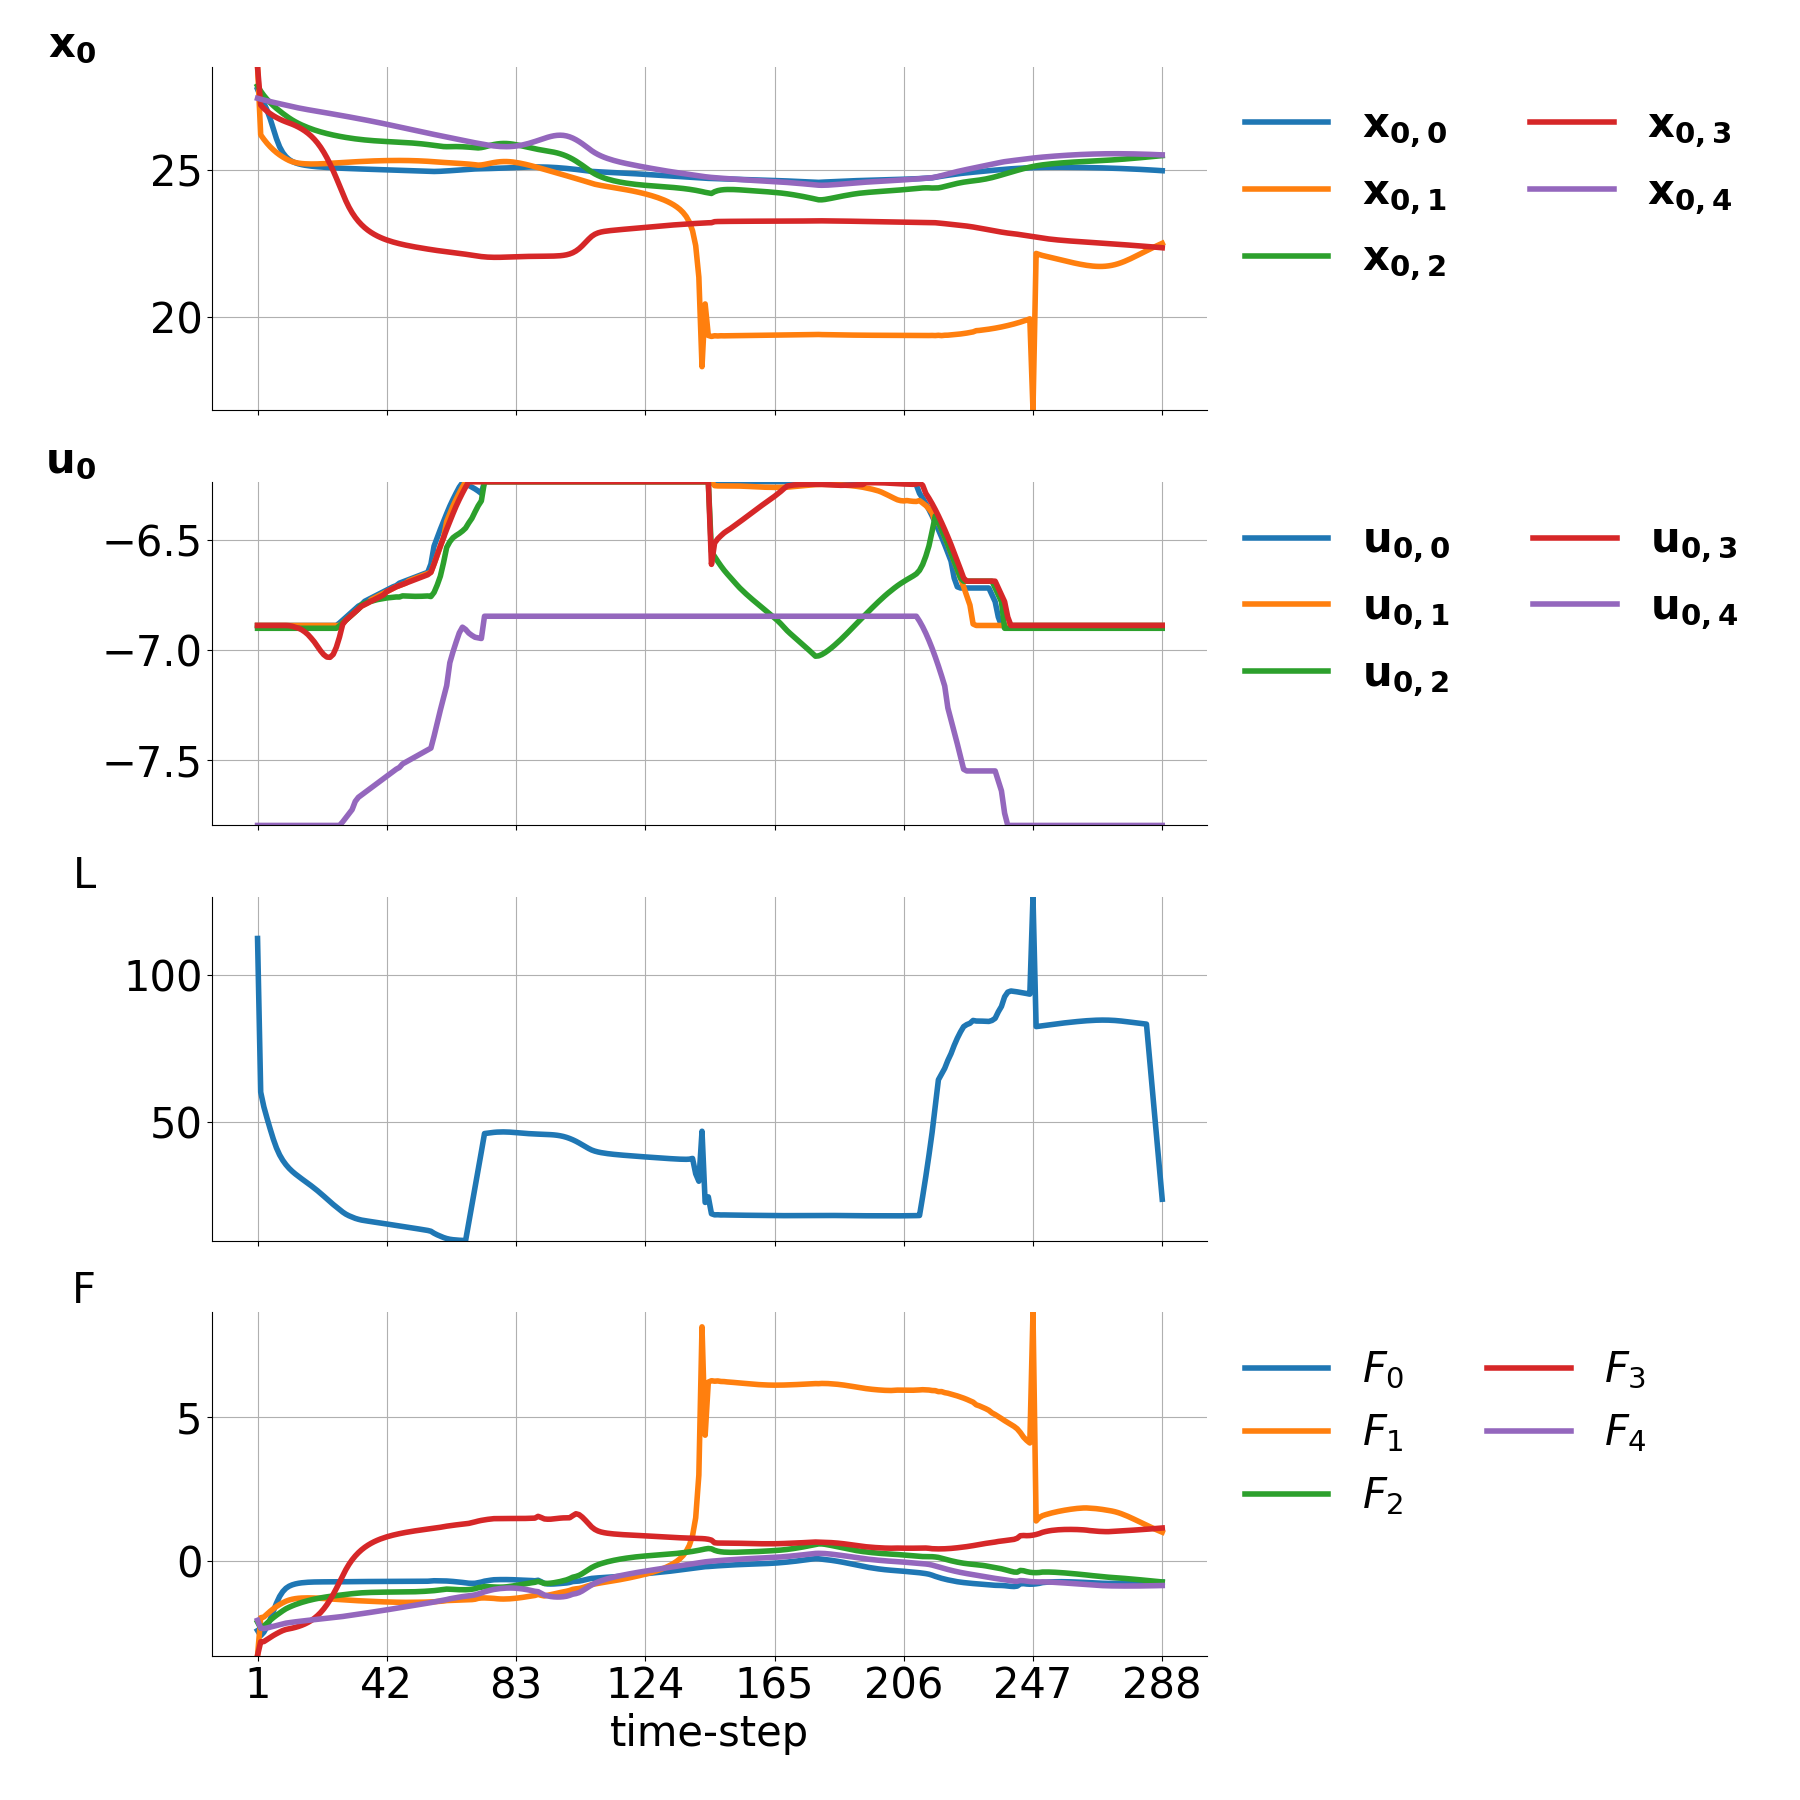 x0
25
20
x0,0 x0,3
x0,1 x0,4
x0,2
u0
−6.5
−7.0
−7.5
u0,0 u0,3
u0,1 u0,4
u0,2
L
100
50
F
5
0
F0 F3
F1 F4
F2
1 42 83 124 165 206 247 288
time-step